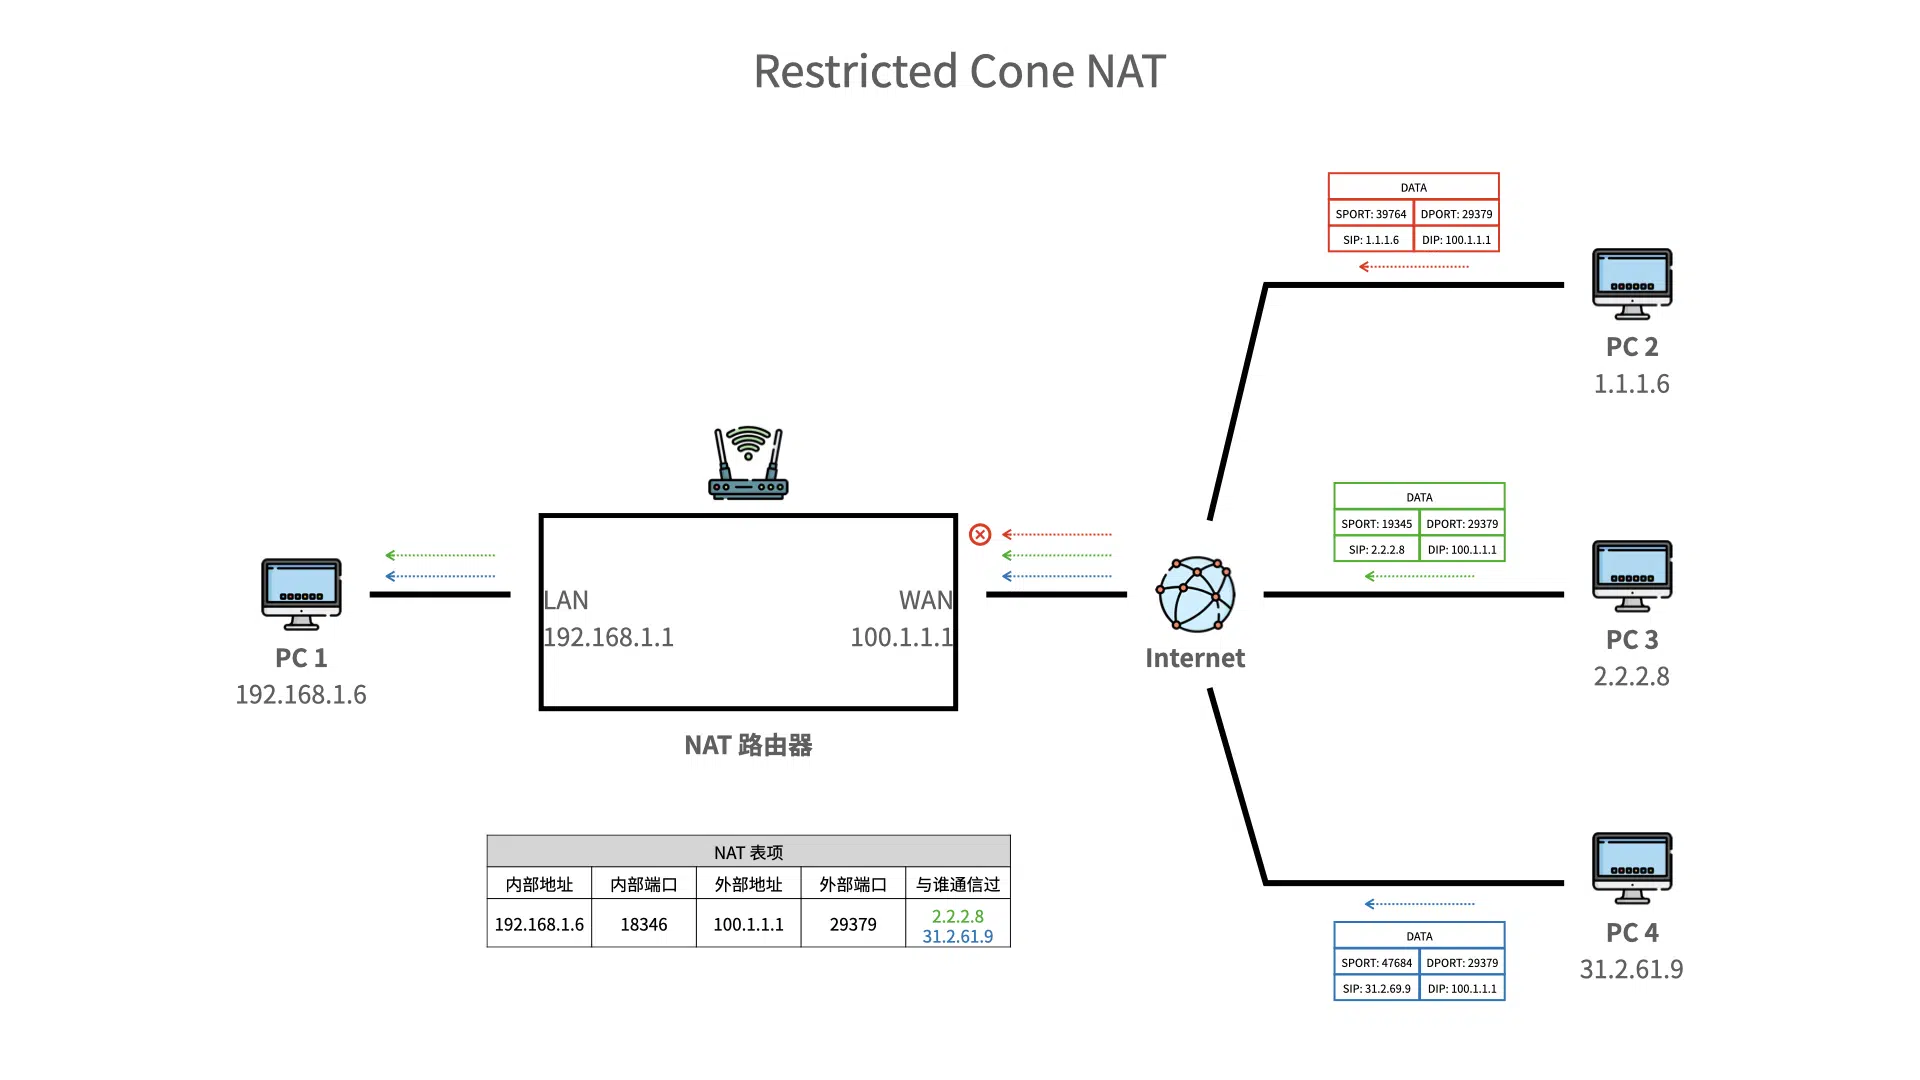 Restricted Cone NAT
DATA
SPORT: 39764 DPORT: 29379
SIP: 1.1.1.6 DIP: 100.1.1.1
PC 2
1.1.1.6
DATA
SPORT: 19345 DPORT: 29379
SIP: 2.2.2.8 DIP: 100.1.1.1
PC 3
2.2.2.8
LAN
192.168.1.1
WAN
100.1.1.1
PC 1
192.168.1.6
Internet
NAT 路由器
NAT 表项
内部地址 内部端口 外部地址 外部端口 与谁通信过
192.168.1.6 18346 100.1.1.1 29379 2.2.2.8
31.2.61.9
PC 4
31.2.61.9
DATA
SPORT: 47684 DPORT: 29379
SIP: 31.2.69.9 DIP: 100.1.1.1